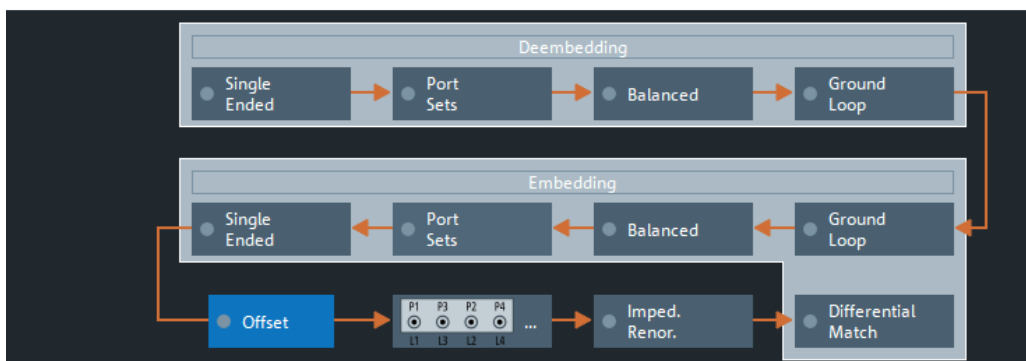 Deembedding
Single
Ended
Port
Sets
Balanced
Ground
Loop
Embedding
Single
Ended
Port
Sets
Balanced
Ground
Loop
Offset
P1 P3 P2 P4
L1 L3 L2 L4
...
Imped.
Renor.
Differential
Match